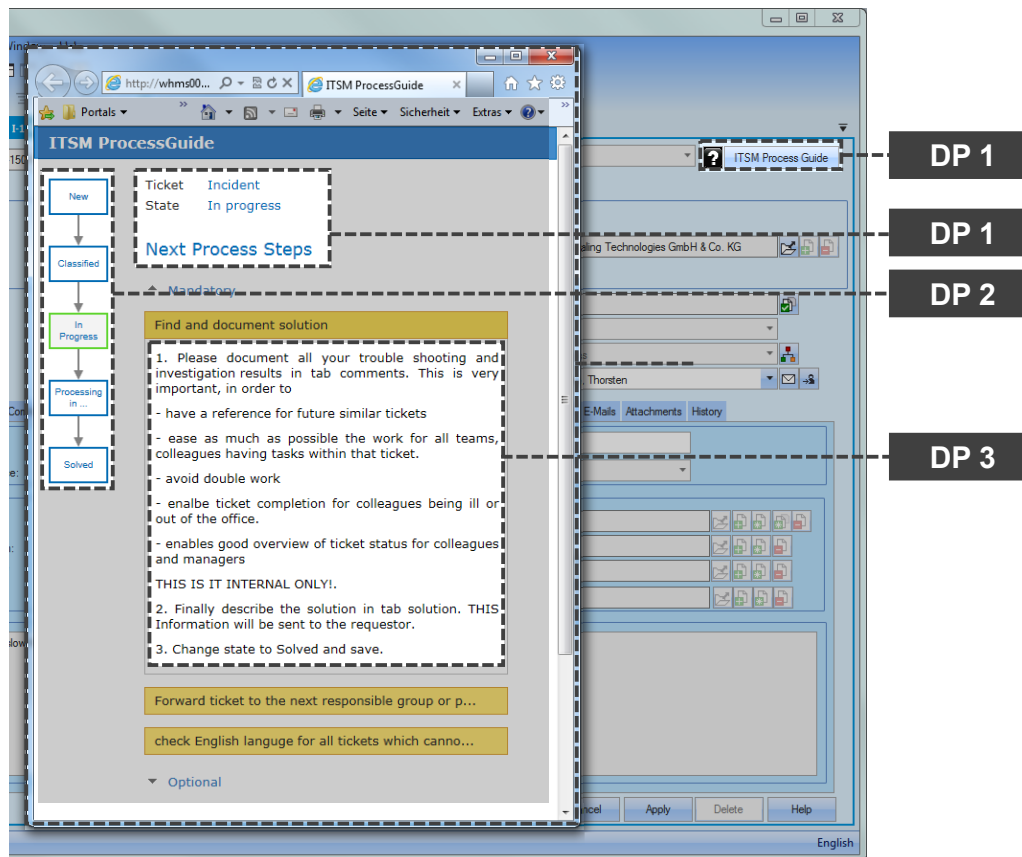 http://whms00...
ITSM ProcessGuide
Portals
Seite
Sicherheit
Extras
ITSM ProcessGuide
New
Classified
In
Progress
Processing
in ...
Solved
Ticket Incident
State In progress
Next Process Steps
Mandatory
Find and document solution
1. Please document all your trouble shooting and
investigation results in tab comments. This is very
important, in order to
- have a reference for future similar tickets
- ease as much as possible the work for all teams,
colleagues having tasks within that ticket.
- avoid double work
- enalbe ticket completion for colleagues being ill or
out of the office.
- enables good overview of ticket status for colleagues
and managers
THIS IS IT INTERNAL ONLY!.
2. Finally describe the solution in tab solution. THIS
Information will be sent to the requestor.
3. Change state to Solved and save.
Forward ticket to the next responsible group or p...
check English languge for all tickets which canno...
Optional
? ITSM Process Guide
Technologies GmbH & Co. KG
Thorsten
E-Mails Attachments History
Apply
Delete
Help
English
DP 1
DP 1
DP 2
DP 3